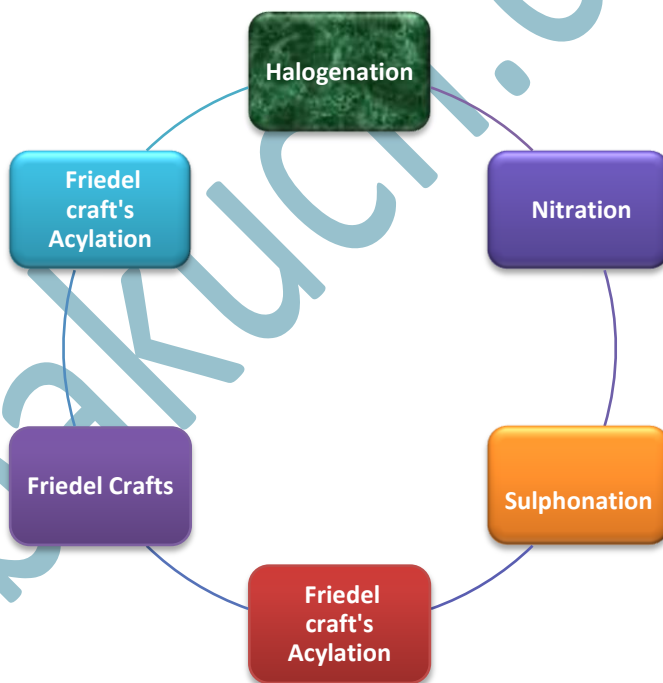 Halogenation
Nitration
Sulphonation
Friedel
craft's
Acylation
Friedel Crafts
Friedel
craft's
Acylation